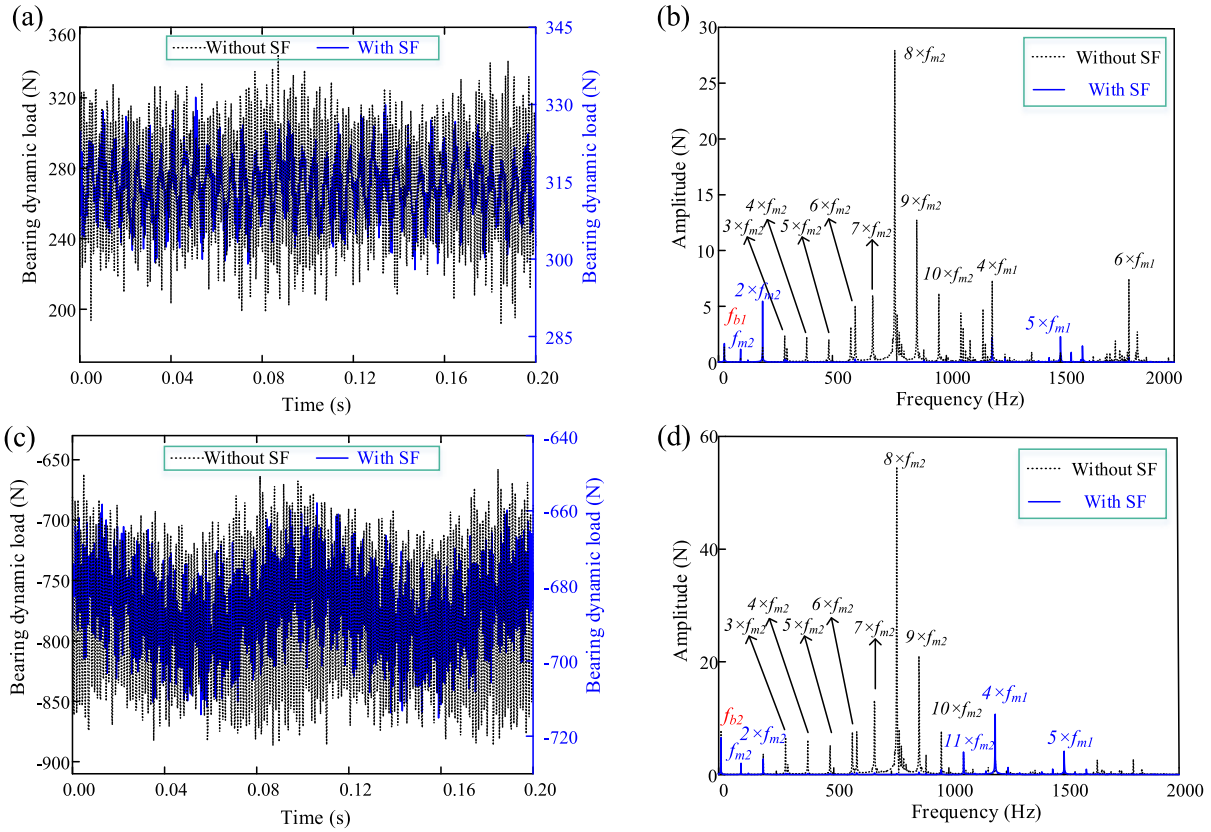 (a)
Bearing dynamic load (N)
360
320
280
240
200
Without SF
With SF
345
330
315
300
285
Bearing dynamic load (N)
0.00
0.04
0.08
0.12
0.16
0.20
Time (s)
(b)
Amplitude (N)
30
25
20
15
10
5
0
8×fm2
Without SF
With SF
4×fm2
3×fm2
6×fm2
5×fm2
7×fm2
9×fm2
10×fm2
4×fm1
6×fm1
2×fm2
fb1
fm2
5×fm1
500
1000
1500
2000
Frequency (Hz)
(c)
Bearing dynamic load (N)
-650
-700
-750
-800
-850
-900
Without SF
With SF
-640
-660
-680
-700
-720
Bearing dynamic load (N)
0.00
0.04
0.08
0.12
0.16
0.20
Time (s)
(d)
Amplitude (N)
60
40
20
0
8×fm2
Without SF
With SF
4×fm2
3×fm2
6×fm2
5×fm2
7×fm2
9×fm2
10×fm2
4×fm1
fb2
fm2
2×fm2
11×fm2
5×fm1
500
1000
1500
2000
Frequency (Hz)